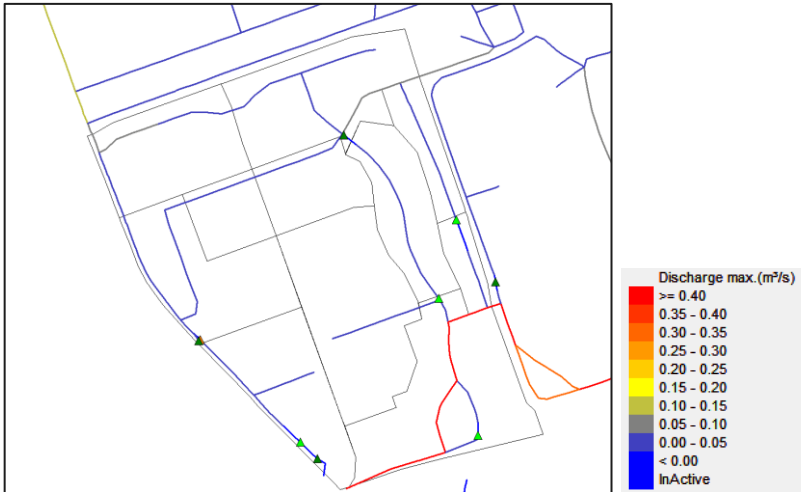 Discharge max.(m³/s)
>= 0.40
0.35 - 0.40
0.30 - 0.35
0.25 - 0.30
0.20 - 0.25
0.15 - 0.20
0.10 - 0.15
0.05 - 0.10
0.00 - 0.05
< 0.00
InActive